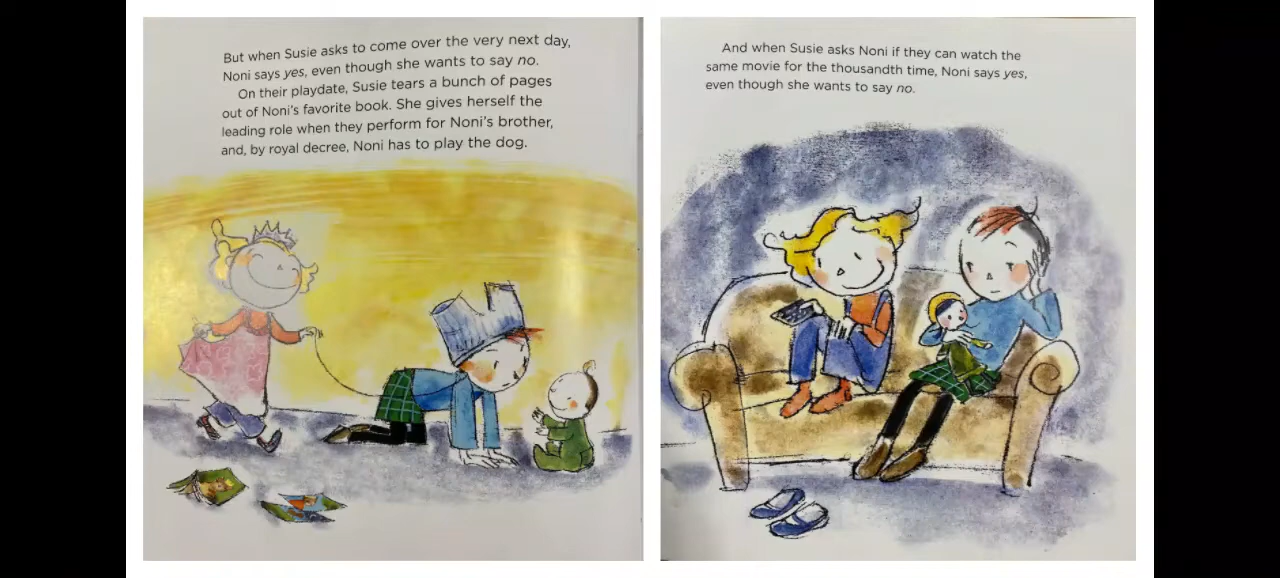 But when Susie asks to come over the very next day,
Noni says yes, even though she wants to say no.
On their playdate, Susie tears a bunch of pages
out of Noni's favorite book. She gives herself the
leading role when they perform for Noni's brother,
and, by royal decree, Noni has to play the dog.
And when Susie asks Noni if they can watch the
same movie for the thousandth time, Noni says yes,
even though she wants to say no.